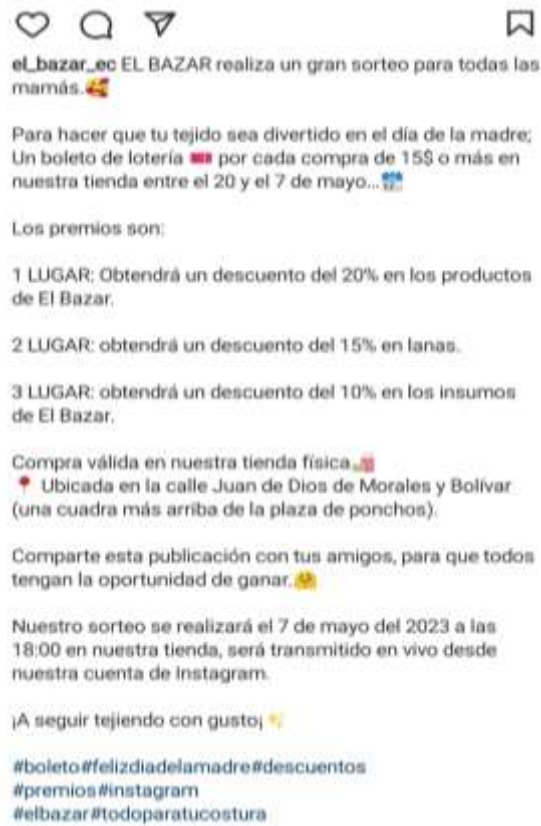 el_bazar_ec EL BAZAR realiza un gran sorteo para todas las
mamás.🥰
Para hacer que tu tejido sea divertido en el día de la madre;
Un boleto de lotería 🎟️ por cada compra de 15$ o más en
nuestra tienda entre el 20 y el 7 de mayo...📅
Los premios son:
1 LUGAR: Obtendrá un descuento del 20% en los productos
de El Bazar.
2 LUGAR: obtendrá un descuento del 15% en lanas.
3 LUGAR: obtendrá un descuento del 10% en los insumos
de El Bazar.
Compra válida en nuestra tienda física.🛍️
📍 Ubicada en la calle Juan de Dios de Morales y Bolívar
(una cuadra más arriba de la plaza de ponchos).
Comparte esta publicación con tus amigos, para que todos
tengan la oportunidad de ganar.🤗
Nuestro sorteo se realizará el 7 de mayo del 2023 a las
18:00 en nuestra tienda, será transmitido en vivo desde
nuestra cuenta de Instagram.
¡A seguir tejiendo con gusto¡ ✨
#boleto#felizdiadelamadre#descuentos
#premios#instagram
#elbazar#todoparatucostura